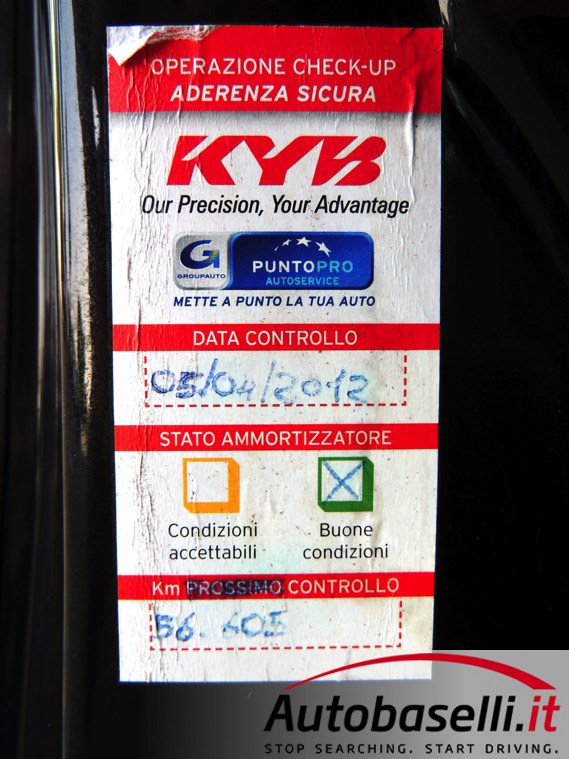 OPERAZIONE CHECK-UP
ADERENZA SICURA
KYB
Our Precision, Your Advantage
G
GROUPAUTO
PUNTOPRO
AUTOSERVICE
METTE A PUNTO LA TUA AUTO
DATA CONTROLLO
05/04/2012
STATO AMMORTIZZATORE
Condizioni accettabili
Buone condizioni
Km PROSSIMO CONTROLLO
56.605
Autobaselli.it
STOP SEARCHING. START DRIVING.